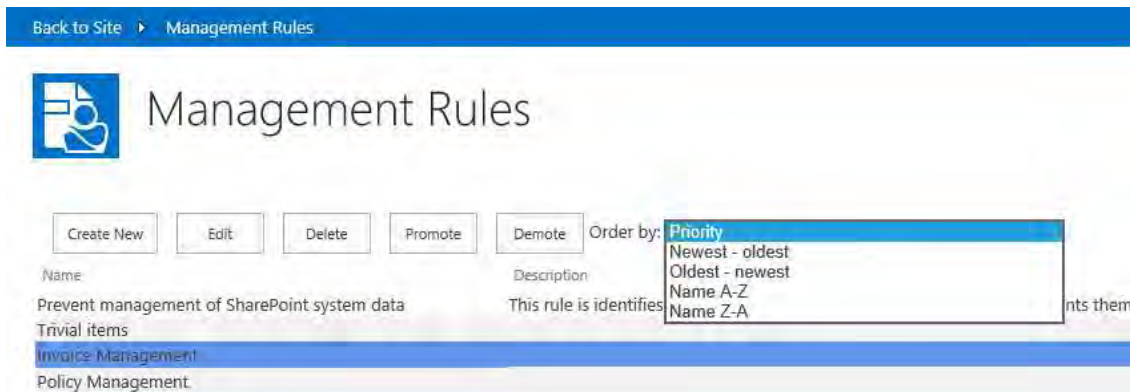 Back to Site Management Rules
Management Rules
Create New Edit Delete Promote Demote Order by: Priority
Newest - oldest
Oldest - newest
Name A-Z
Name Z-A
Name Description
Prevent management of SharePoint system data This rule is identifies nts them
Trivial items
Invoice Management
Policy Management